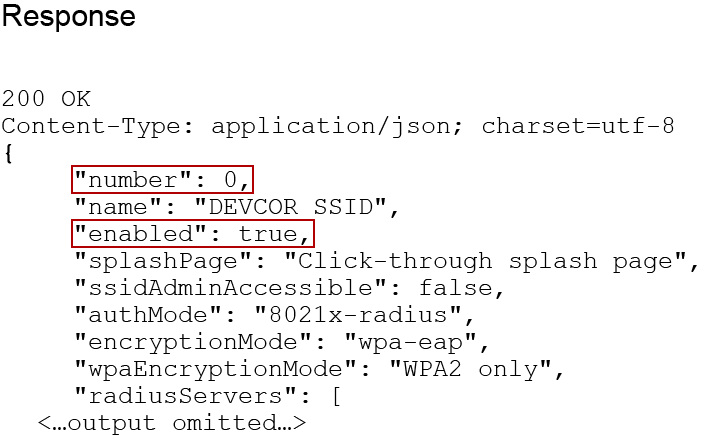 Response
200 OK
Content-Type: application/json; charset=utf-8
{
"number": 0,
"name": "DEVCOR SSID",
"enabled": true,
"splashPage": "Click-through splash page",
"ssidAdminAccessible": false,
"authMode": "8021x-radius",
"encryptionMode": "wpa-eap",
"wpaEncryptionMode": "WPA2 only",
"radiusServers": [
<…output omitted…>